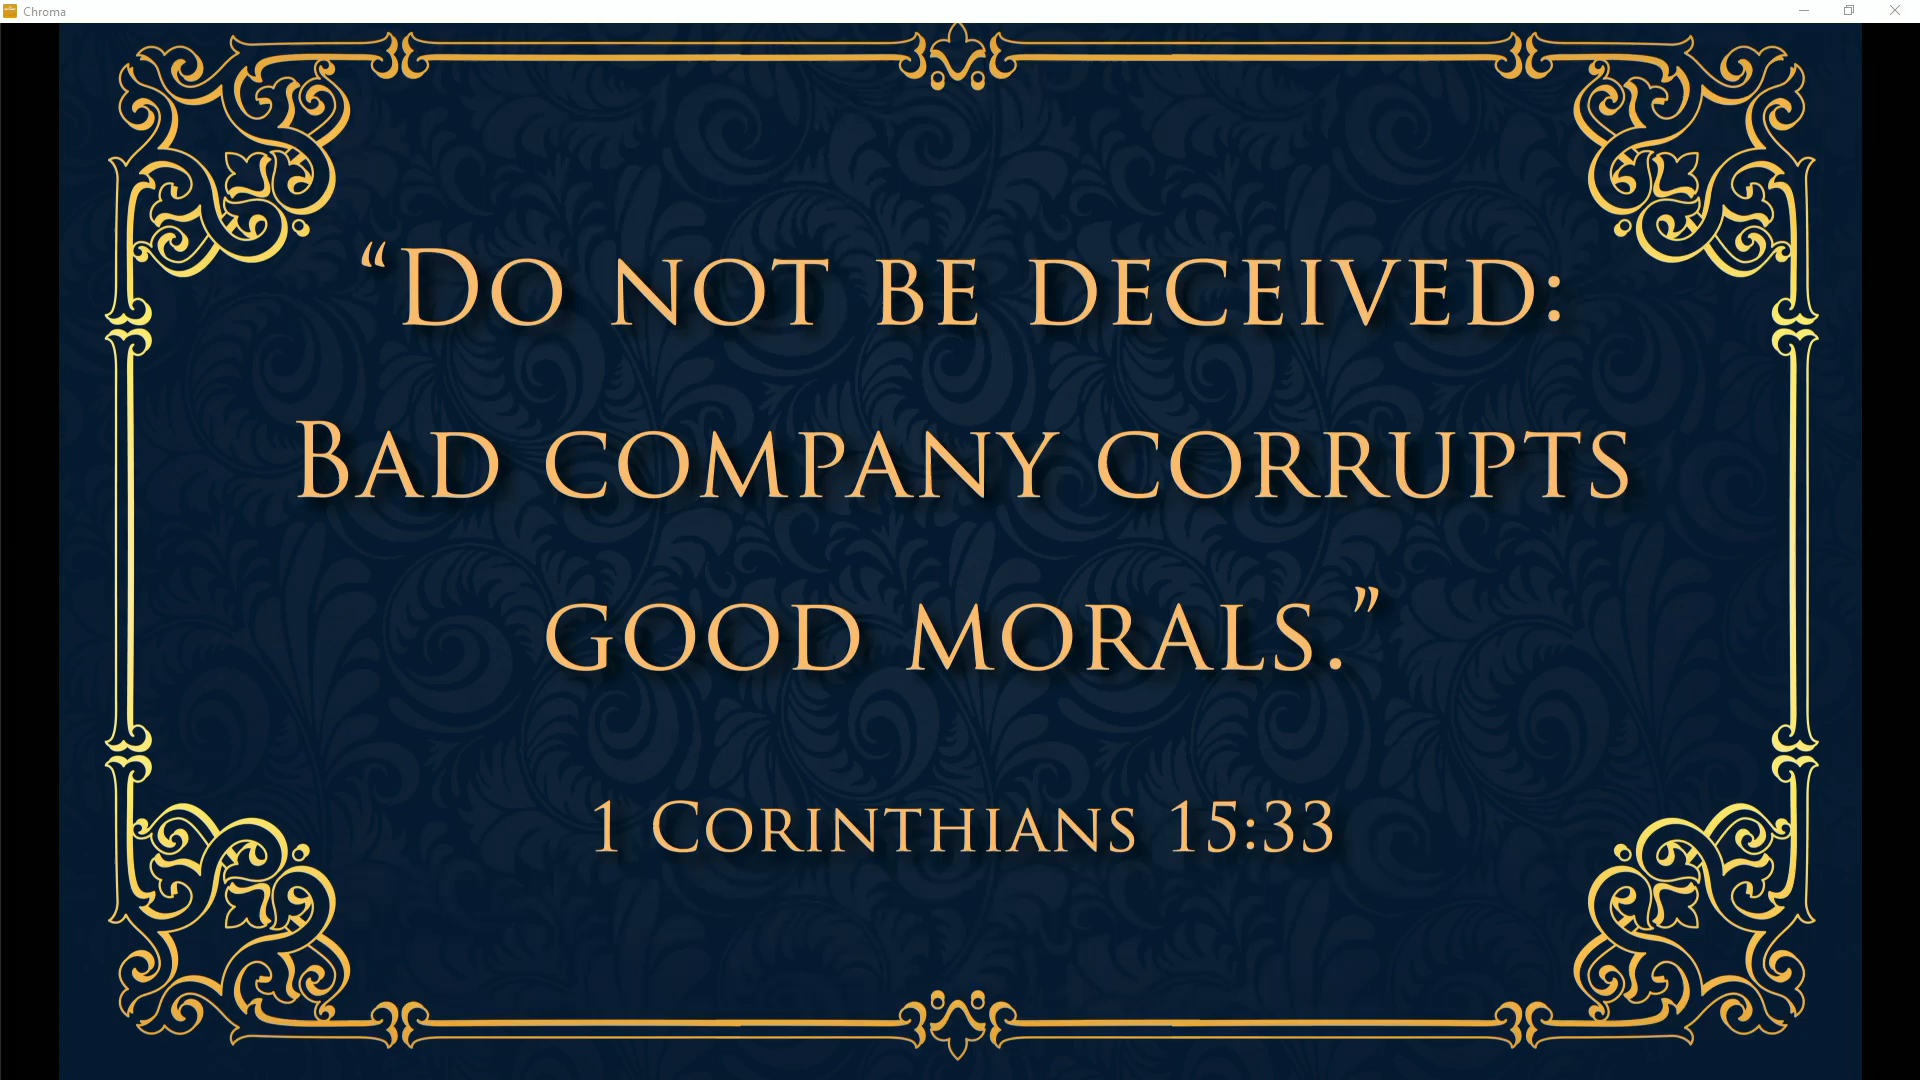 Chroma
“Do not be deceived:
Bad company corrupts
good morals.”
1 Corinthians 15:33